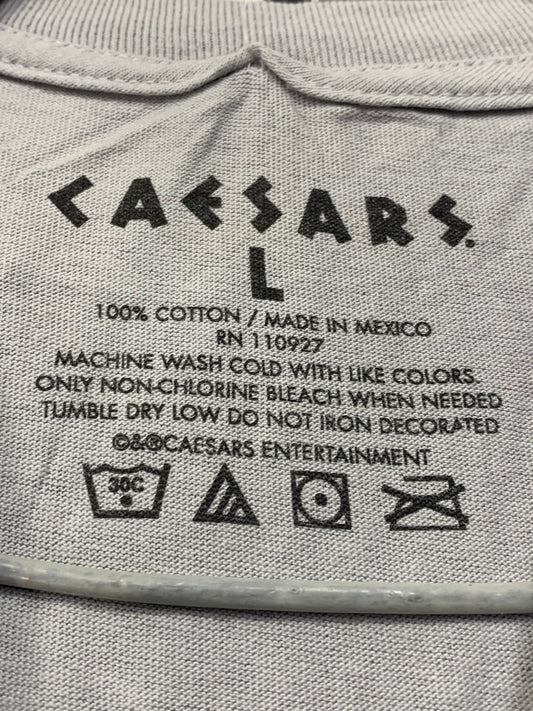 CAESARS.
L
100% COTTON / MADE IN MEXICO
RN 110927
MACHINE WASH COLD WITH LIKE COLORS.
ONLY NON-CHLORINE BLEACH WHEN NEEDED
TUMBLE DRY LOW DO NOT IRON DECORATED
©&®CAESARS ENTERTAINMENT
30C